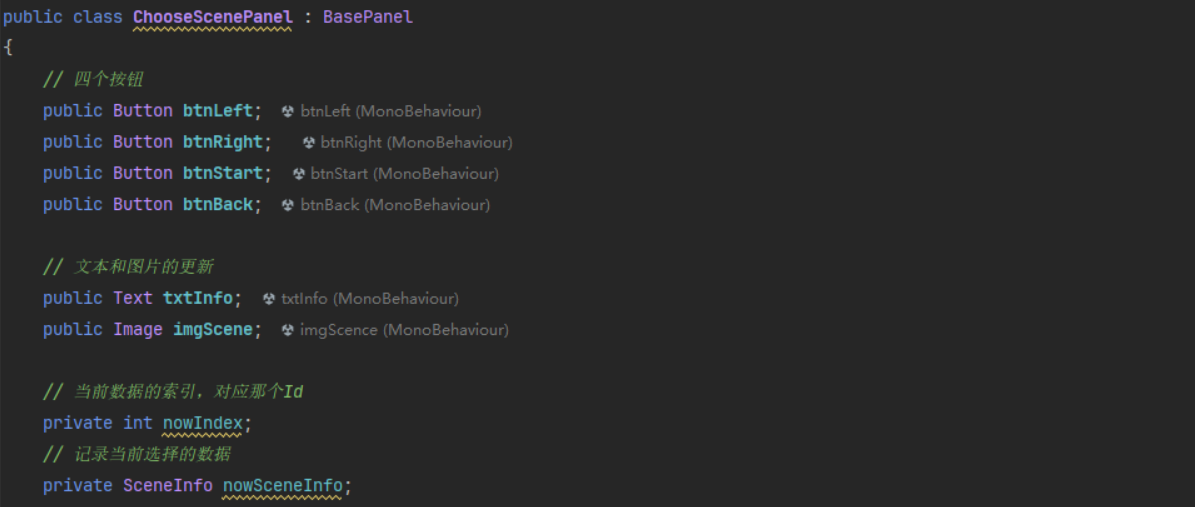 public class ChooseScenePanel : BasePanel
{
// 四个按钮
public Button btnLeft; btnLeft (MonoBehaviour)
public Button btnRight; btnRight (MonoBehaviour)
public Button btnStart; btnStart (MonoBehaviour)
public Button btnBack; btnBack (MonoBehaviour)
// 文本和图片的更新
public Text txtInfo; txtInfo (MonoBehaviour)
public Image imgScene; imgScence (MonoBehaviour)
// 当前数据的索引，对应那个Id
private int nowIndex;
// 记录当前选择的数据
private SceneInfo nowSceneInfo;